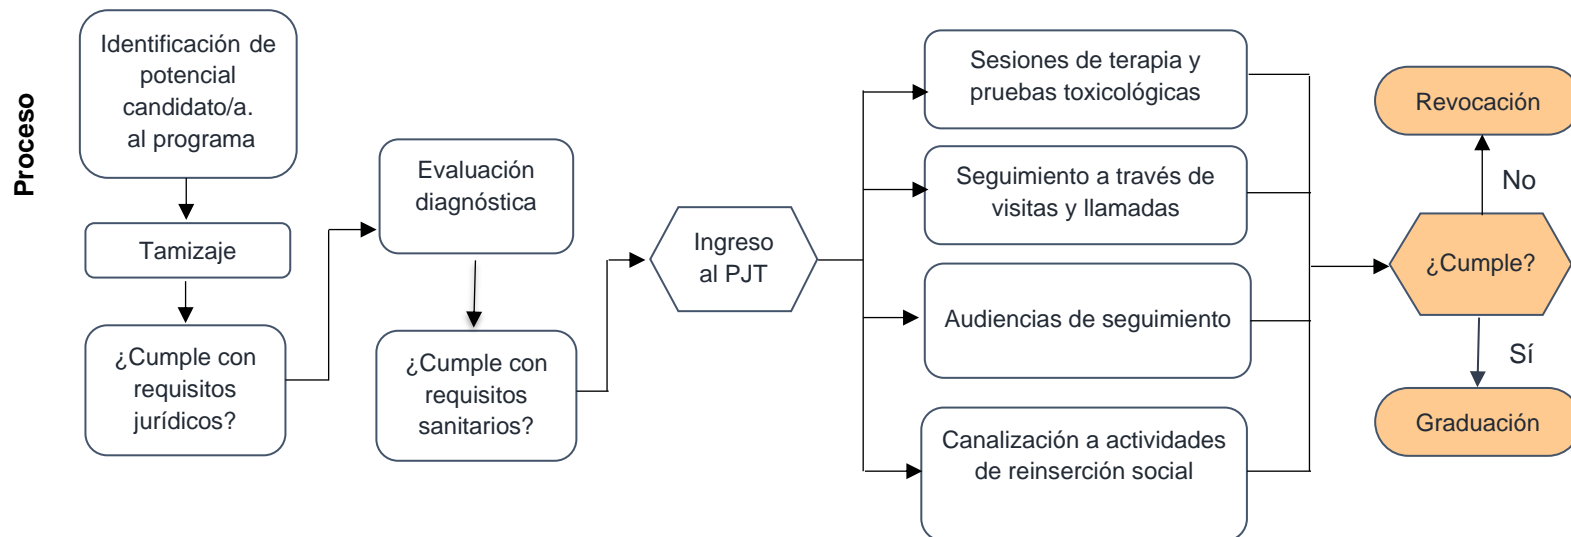 Proceso
Identificación de
potencial
candidato/a.
al programa
Tamizaje
¿Cumple con
requisitos
jurídicos?
Evaluación
diagnóstica
¿Cumple con
requisitos
sanitarios?
Ingreso
al PJT
Sesiones de terapia y
pruebas toxicológicas
Seguimiento a través de
visitas y llamadas
Audiencias de seguimiento
Canalización a actividades
de reinserción social
Revocación
No
¿Cumple?
Sí
Graduación